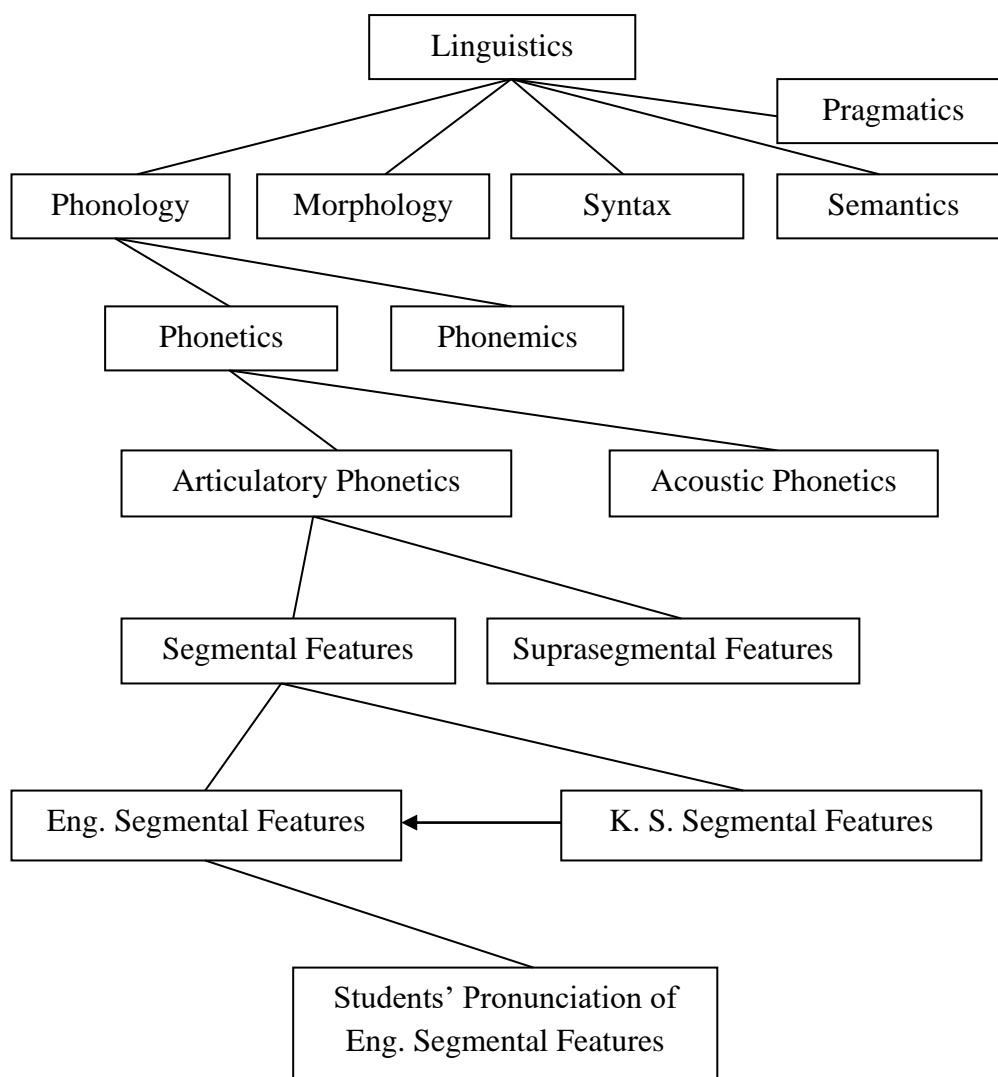 Linguistics
Pragmatics
Phonology
Morphology
Syntax
Semantics
Phonetics
Phonemics
Articulatory Phonetics
Acoustic Phonetics
Segmental Features
Suprasegmental Features
Eng. Segmental Features
K. S. Segmental Features
Students’ Pronunciation of
Eng. Segmental Features